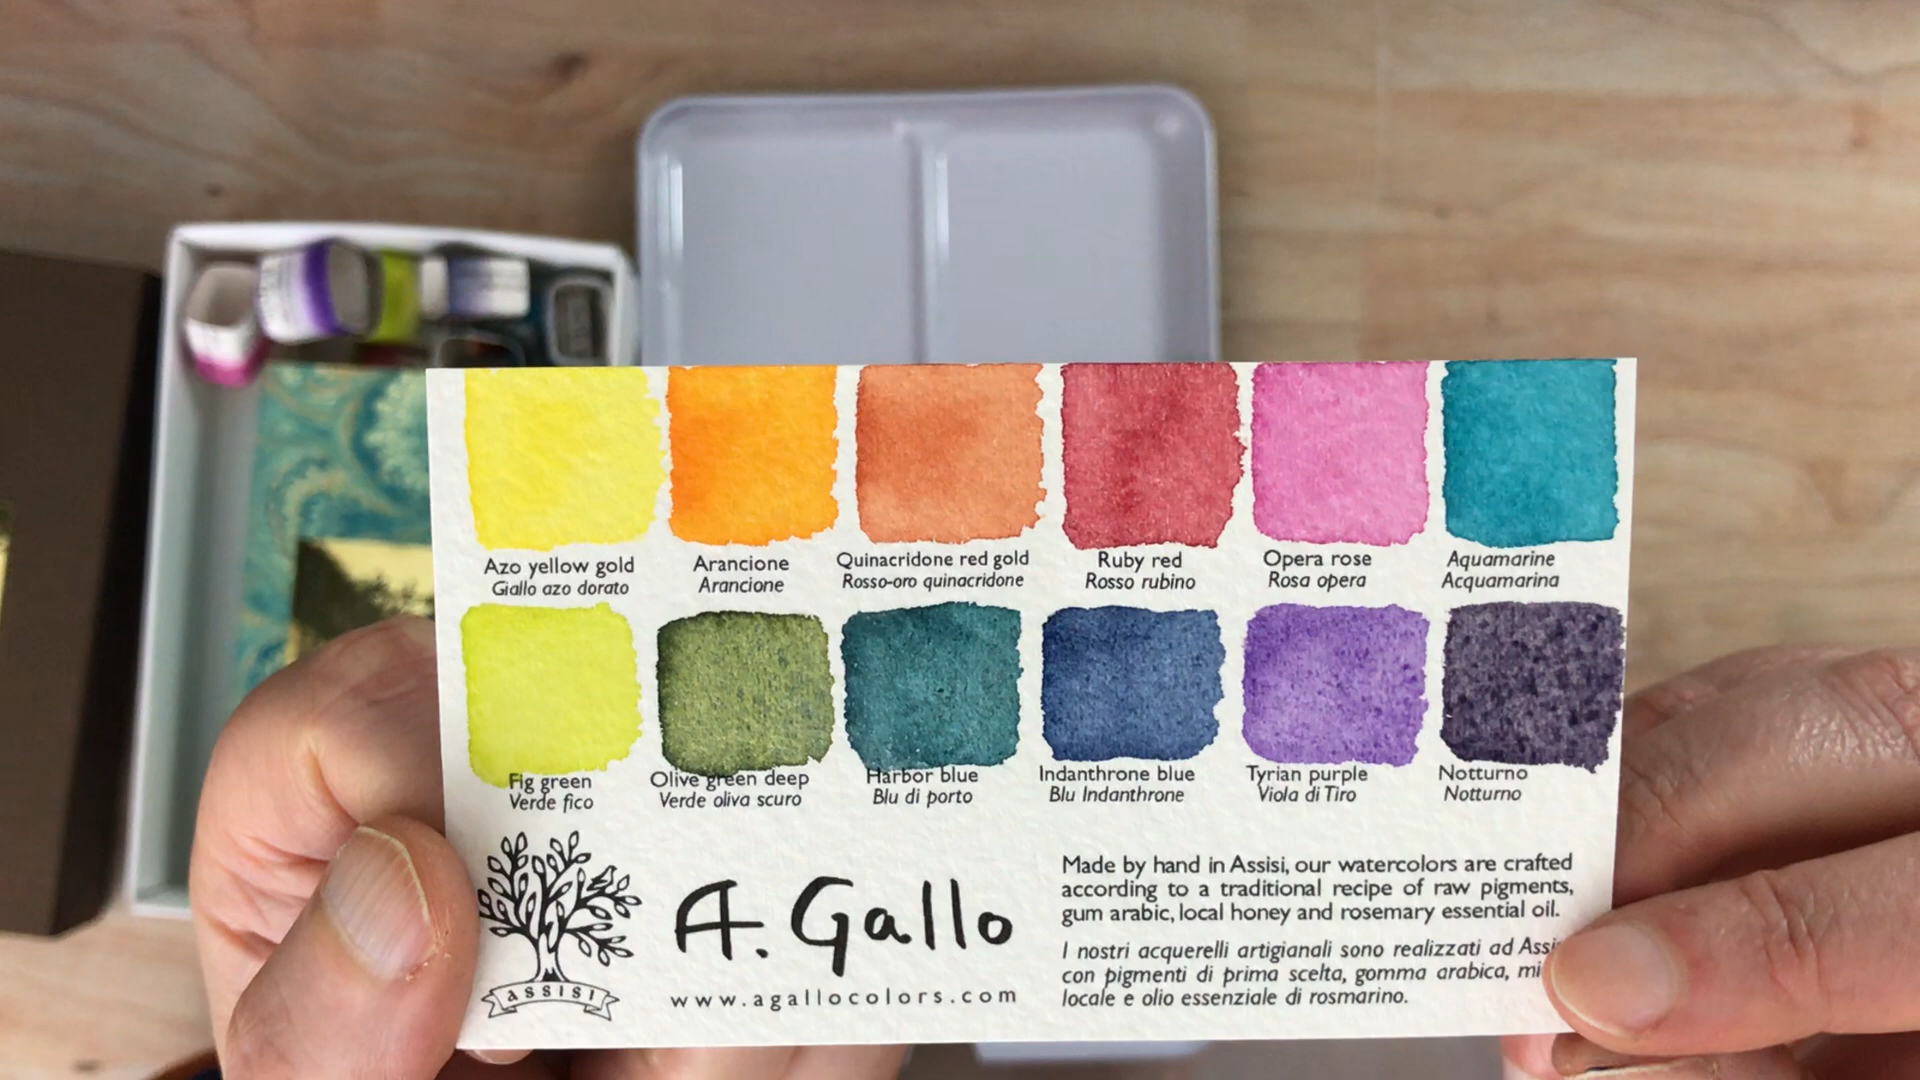 Azo yellow gold
Giallo azo dorato
Arancione
Arancione
Quinacridone red gold
Rosso-oro quinacridone
Ruby red
Rosso rubino
Opera rose
Rosa opera
Aquamarine
Acquamarina
Fig green
Verde fico
Olive green deep
Verde oliva scuro
Harbor blue
Blu di porto
Indanthrone blue
Blu Indanthrone
Tyrian purple
Viola di Tiro
Notturno
Notturno
ASSISI
A. Gallo
www.agallocolors.com
Made by hand in Assisi, our watercolors are crafted
according to a traditional recipe of raw pigments,
gum arabic, local honey and rosemary essential oil.
I nostri acquerelli artigianali sono realizzati ad
con pigmenti di prima scelta, gomma arabica,
locale e olio essenziale di rosmarino.